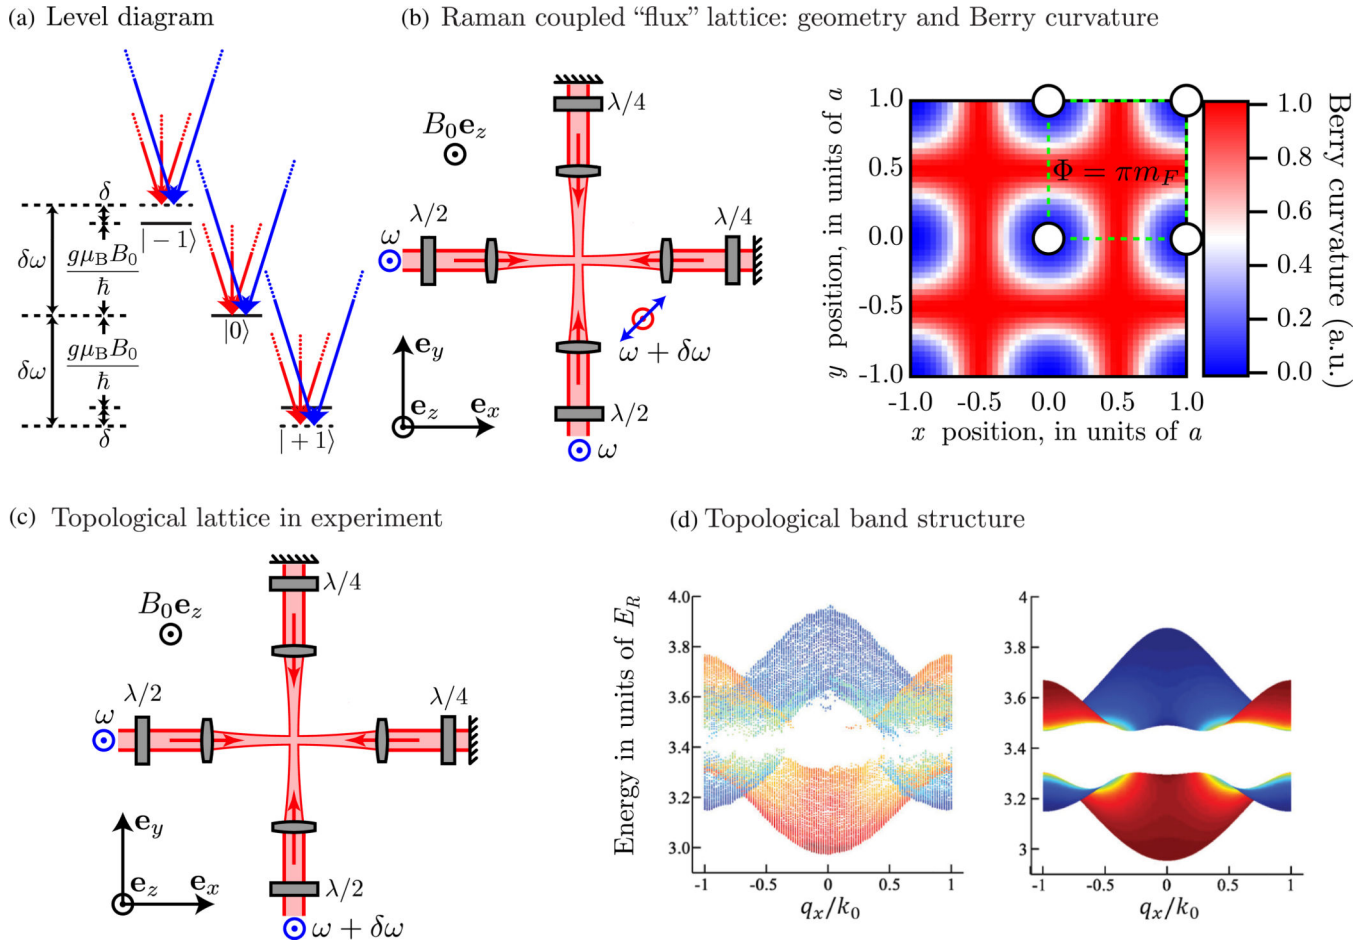 (a) Level diagram
δ
|−1⟩
δω
gμ_B B_0
ħ
|0⟩
δω
gμ_B B_0
ħ
δ
|+1⟩
(b) Raman coupled “flux” lattice: geometry and Berry curvature
λ/4
B_0 e_z
λ/2
λ/4
ω
ω + δω
e_y
e_z
e_x
λ/2
ω
y position, in units of a
1.0
0.5
0.0
-0.5
-1.0
Φ = πm_F
-1.0 -0.5 0.0 0.5 1.0
x position, in units of a
1.0
0.8
0.6
0.4
0.2
0.0
Berry curvature (a.u.)
(c) Topological lattice in experiment
λ/4
B_0 e_z
λ/2
λ/4
ω
e_y
e_z
e_x
λ/2
ω + δω
(d) Topological band structure
Energy in units of E_R
4.0
3.8
3.6
3.4
3.2
3.0
-1 -0.5 0 0.5 1
q_x/k_0
4
3.8
3.6
3.4
3.2
3
-1 -0.5 0 0.5 1
q_x/k_0